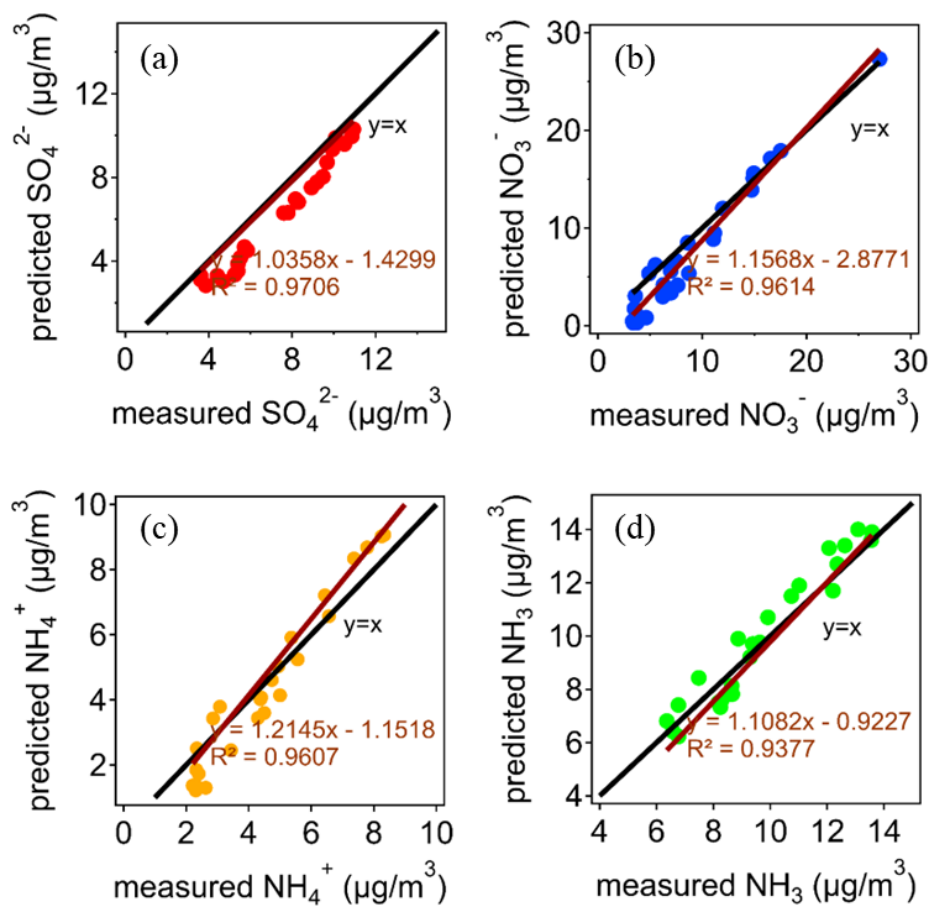 (a)
predicted SO₄²⁻ (μg/m³)
12
8
4
y=x
y = 1.0358x - 1.4299
R² = 0.9706
0 4 8 12
measured SO₄²⁻ (μg/m³)
(b)
predicted NO₃⁻ (μg/m³)
30
20
10
0
y=x
y = 1.1568x - 2.8771
R² = 0.9614
0 10 20 30
measured NO₃⁻ (μg/m³)
(c)
predicted NH₄⁺ (μg/m³)
10
8
6
4
2
y=x
y = 1.2145x - 1.1518
R² = 0.9607
0 2 4 6 8 10
measured NH₄⁺ (μg/m³)
(d)
predicted NH₃ (μg/m³)
14
12
10
8
6
4
y=x
y = 1.1082x - 0.9227
R² = 0.9377
4 6 8 10 12 14
measured NH₃ (μg/m³)